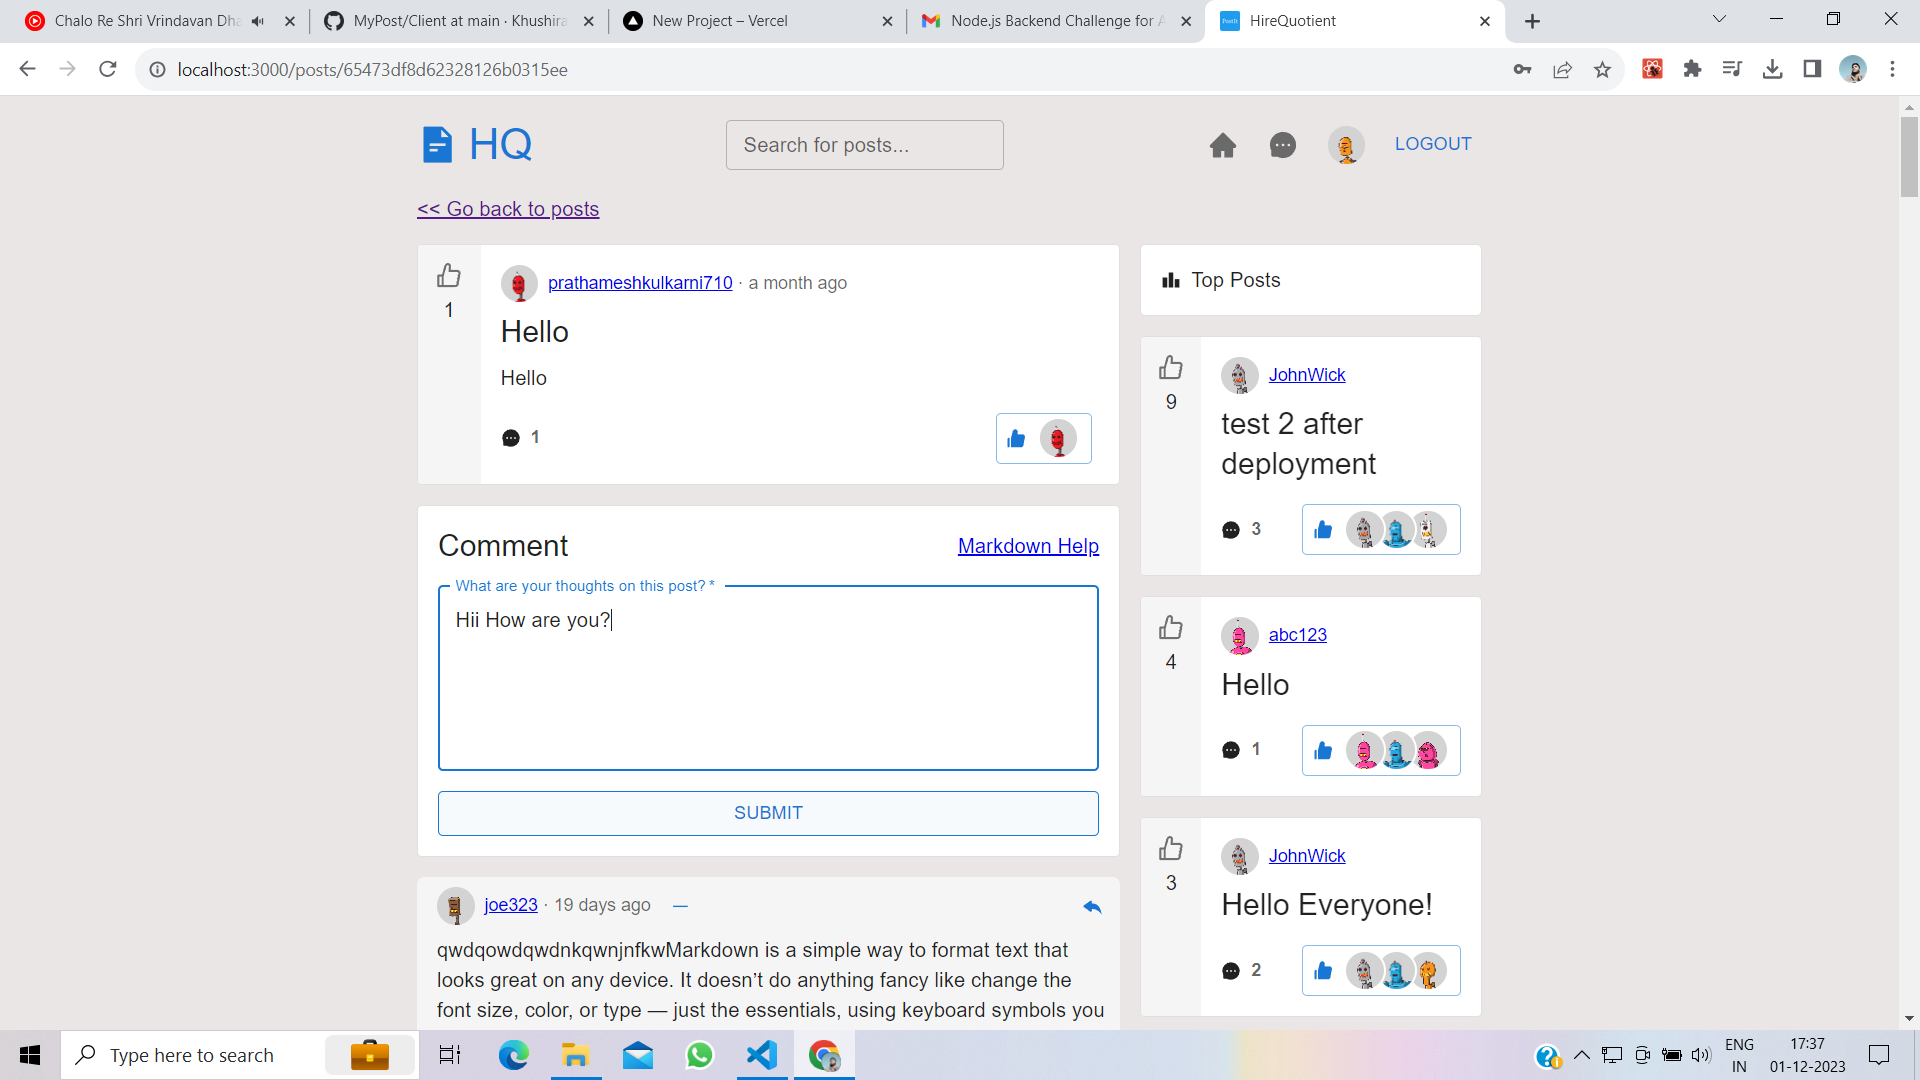 Chalo Re Shri Vrindavan Dha
MyPost/Client at main · Khushira
New Project – Vercel
Node.js Backend Challenge for A
HireQuotient
localhost:3000/posts/65473df8d62328126b0315ee
HQ
Search for posts...
LOGOUT
<< Go back to posts
1
prathameshkulkarni710 · a month ago
Hello
Hello
1
Comment
Markdown Help
What are your thoughts on this post? *
Hii How are you?
SUBMIT
joe323 · 19 days ago —
qwdqowdqwdnkqwnjnfkwMarkdown is a simple way to format text that
looks great on any device. It doesn’t do anything fancy like change the
font size, color, or type — just the essentials, using keyboard symbols you
Top Posts
9
JohnWick
test 2 after
deployment
3
4
abc123
Hello
1
3
JohnWick
Hello Everyone!
2
Type here to search
ENG
IN
17:37
01-12-2023